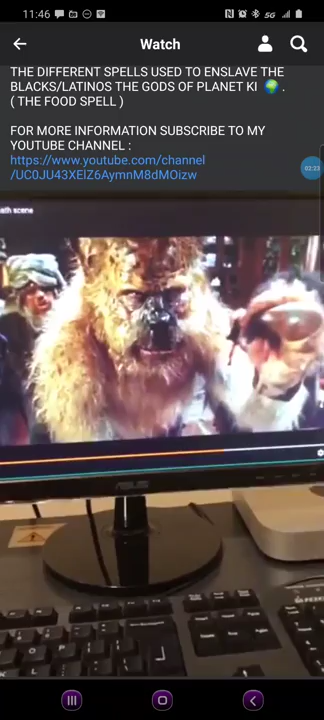 11:46
5G
Watch
THE DIFFERENT SPELLS USED TO ENSLAVE THE
BLACKS/LATINOS THE GODS OF PLANET KI 🌍 .
( THE FOOD SPELL )
FOR MORE INFORMATION SUBSCRIBE TO MY
YOUTUBE CHANNEL :
https://www.youtube.com/channel
/UC0JU43XElZ6AymnM8dMOizw
02:23
ath scene
ASUS